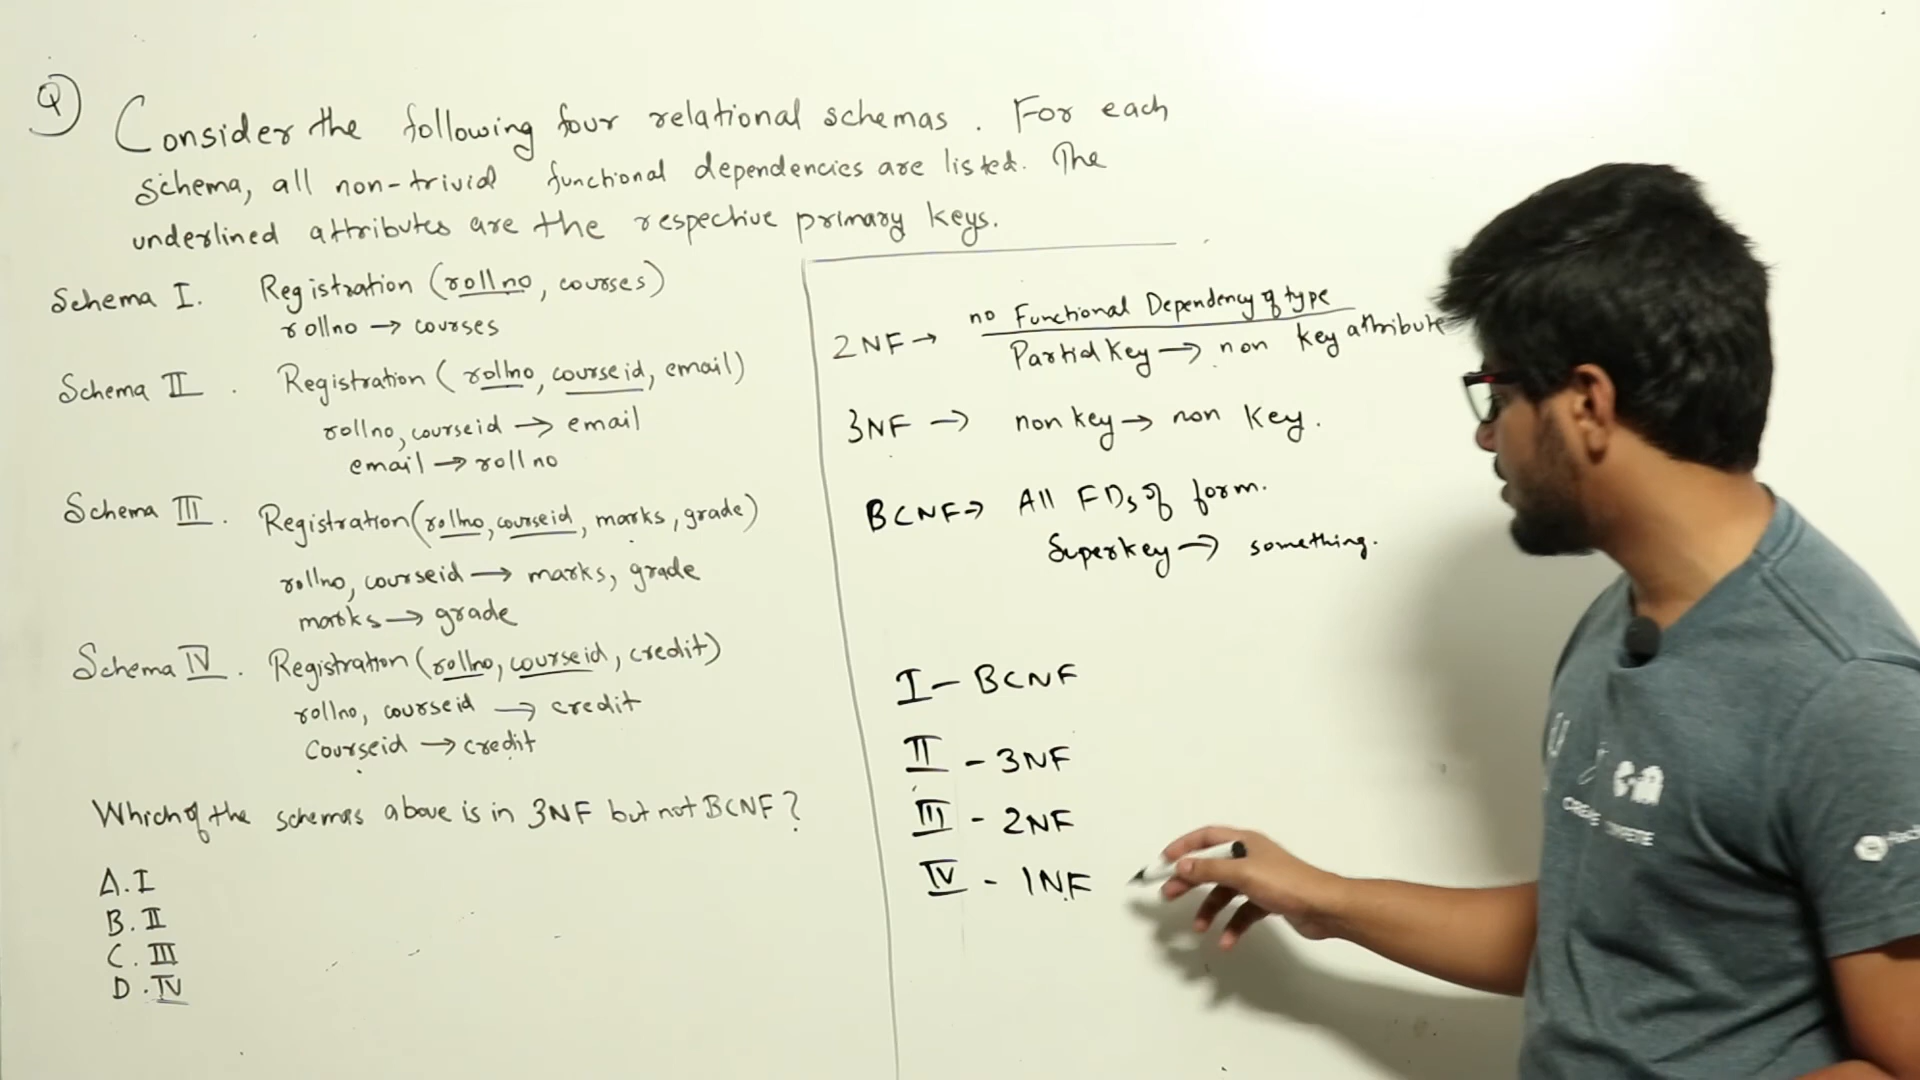 Q) Consider the following four relational schemas. For each
schema, all non-trivial functional dependencies are listed. The
underlined attributes are the respective primary keys.
Schema I. Registration (rollno, courses)
rollno → courses
Schema II. Registration (rollno, courseid, email)
rollno, courseid → email
email → rollno
Schema III. Registration (rollno, courseid, marks, grade)
rollno, courseid → marks, grade
marks → grade
Schema IV. Registration (rollno, courseid, credit)
rollno, courseid → credit
Courseid → credit
Which of the schemas above is in 3NF but not BCNF?
A. I
B. II
C. III
D. IV
2NF → no Functional Dependency of type
Partial Key → non key attribute
3NF → non key → non key.
BCNF → All FDs of form.
Superkey → something.
I - BCNF
II - 3NF
III - 2NF
IV - 1NF